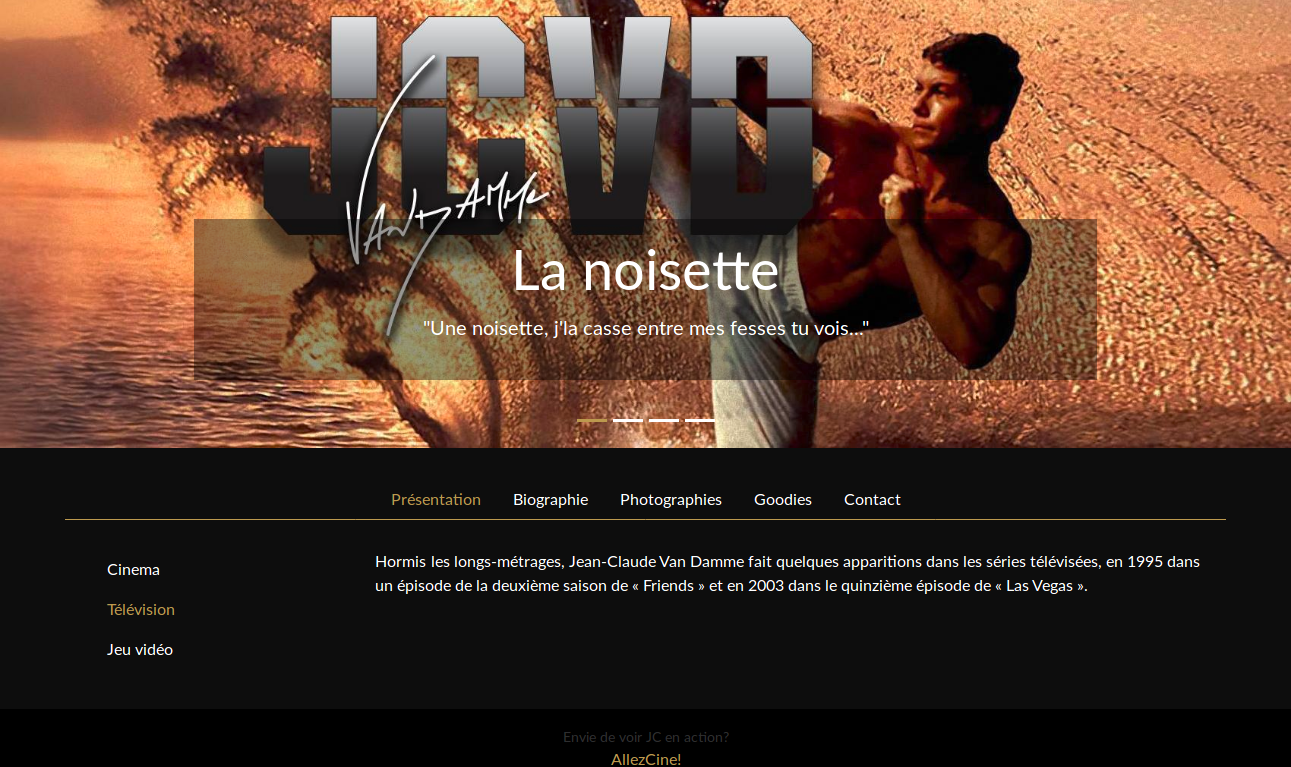 JCVD
VANDAMME
La noisette
"Une noisette, j'la casse entre mes fesses tu vois..."
Présentation Biographie Photographies Goodies Contact
Cinema
Télévision
Jeu vidéo
Hormis les longs-métrages, Jean-Claude Van Damme fait quelques apparitions dans les séries télévisées, en 1995 dans
un épisode de la deuxième saison de « Friends » et en 2003 dans le quinzième épisode de « Las Vegas ».
Envie de voir JC en action?
AllezCine!